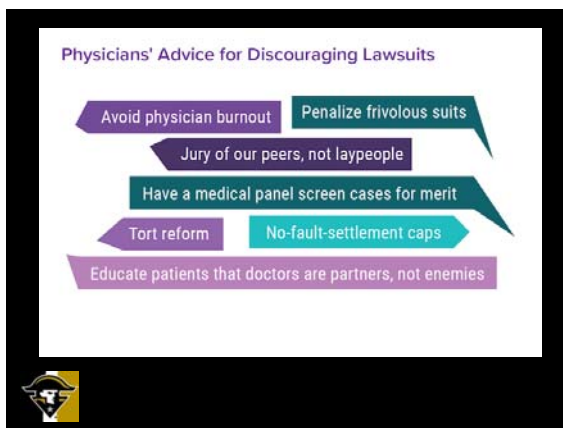 Physicians' Advice for Discouraging Lawsuits
Avoid physician burnout
Penalize frivolous suits
Jury of our peers, not laypeople
Have a medical panel screen cases for merit
Tort reform
No-fault-settlement caps
Educate patients that doctors are partners, not enemies